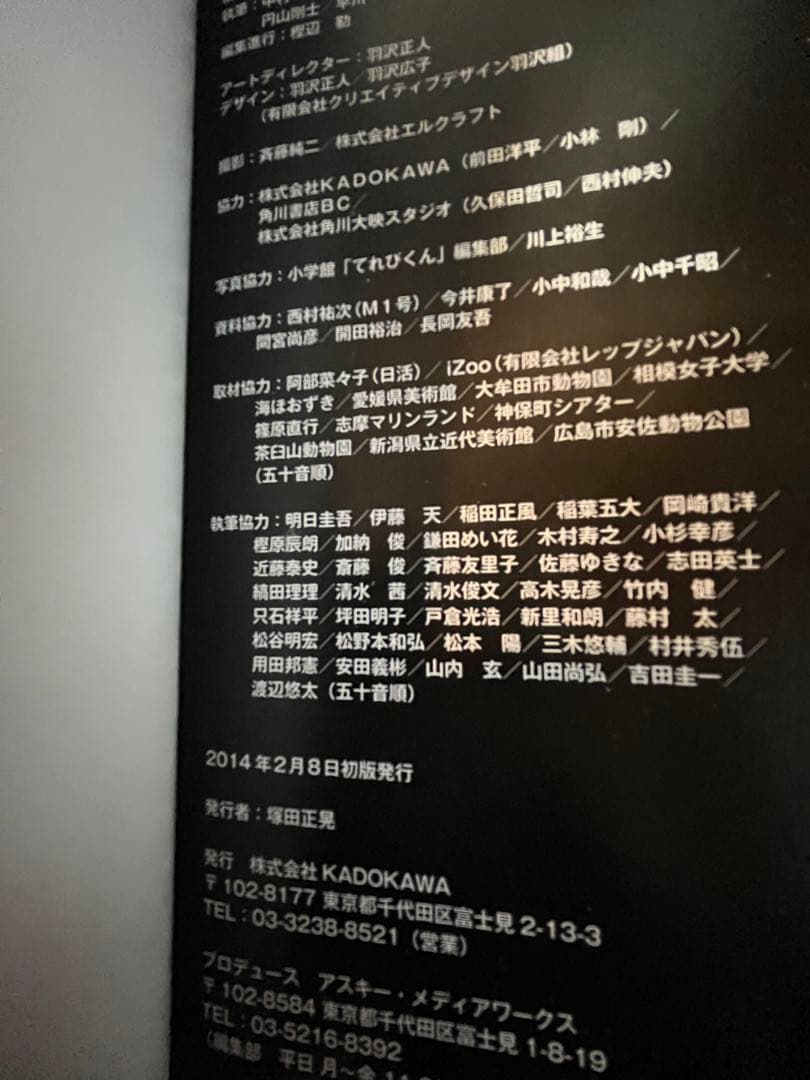 執筆：中村
円山剛士／早川
編集進行：樫辺　勤
アートディレクター：羽沢正人
デザイン：羽沢正人／羽沢広子
（有限会社クリエイティブデザイン羽沢組）
撮影：斉藤純二／株式会社エルクラフト
協力：株式会社KADOKAWA（前田洋平／小林　剛）／
角川書店BC／
株式会社角川大映スタジオ（久保田哲司／西村伸夫）
写真協力：小学館「てれびくん」編集部／川上裕生
資料協力：西村祐次（M１号）／今井康了／小中和哉／小中千昭／
間宮尚彦／開田裕治／長岡友吾
取材協力：阿部菜々子（日活）／iZoo（有限会社レップジャパン）／
海ほおずき／愛媛県美術館／大牟田市動物園／相模女子大学／
篠原直行／志摩マリンランド／神保町シアター／
茶臼山動物園／新潟県立近代美術館／広島市安佐動物公園
（五十音順）
執筆協力：明日圭吾／伊藤　天／稲田正風／稲葉五大／岡崎貴洋／
樫原辰朗／加納　俊／鎌田めい花／木村寿之／小杉幸彦／
近藤泰史／斎藤　俊／斉藤友里子／佐藤ゆきな／志田英士／
縞田理理／清水　茜／清水俊文／高木晃彦／竹内　健／
只石祥平／坪田明子／戸倉光浩／新里和朗／藤村　太／
松谷明宏／松野本和弘／松本　陽／三木悠輔／村井秀伍／
用田邦憲／安田義彬／山内　玄／山田尚弘／吉田圭一／
渡辺悠太（五十音順）
2014年2月8日初版発行
発行者：塚田正晃
発行　株式会社KADOKAWA
〒102-8177 東京都千代田区富士見2-13-3
TEL：03-3238-8521（営業）
プロデュース　アスキー・メディアワークス
〒102-8584 東京都千代田区富士見1-8-19
TEL：03-5216-8392
（編集部　平日 月〜金